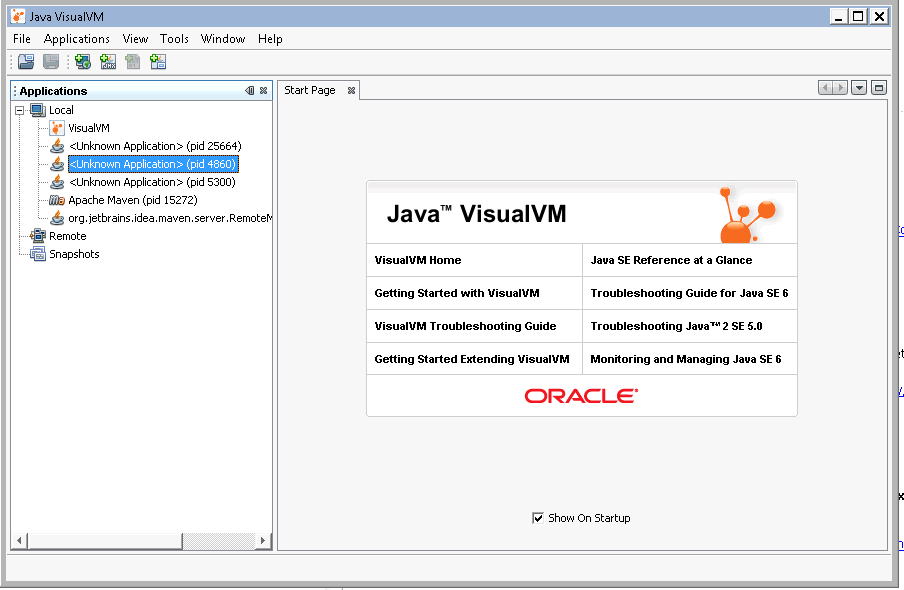 Java VisualVM
File Applications View Tools Window Help
Applications
Start Page
Local
VisualVM
<Unknown Application> (pid 25664)
<Unknown Application> (pid 4860)
<Unknown Application> (pid 5300)
Apache Maven (pid 15272)
org.jetbrains.idea.maven.server.RemoteM
Remote
Snapshots
Java™ VisualVM
VisualVM Home
Java SE Reference at a Glance
Getting Started with VisualVM
Troubleshooting Guide for Java SE 6
VisualVM Troubleshooting Guide
Troubleshooting Java™ 2 SE 5.0
Getting Started Extending VisualVM
Monitoring and Managing Java SE 6
ORACLE®
Show On Startup